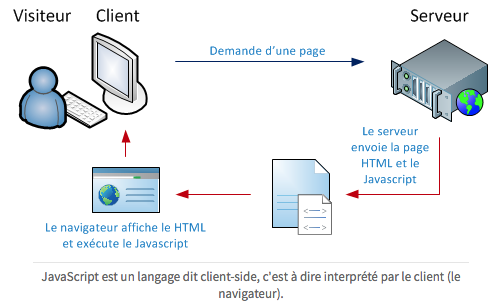 Visiteur
Client
Serveur
Demande d'une page
Le serveur
envoie la page
HTML et le
Javascript
Le navigateur affiche le HTML
et exécute le Javascript
JavaScript est un langage dit client-side, c'est à dire interprété par le client (le
navigateur).